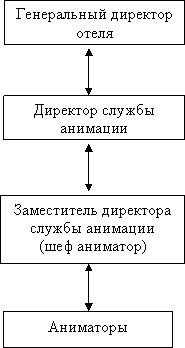 Генеральный директор
отеля
Директор службы
анимации
Заместитель директора
службы анимации
(шеф аниматор)
Аниматоры